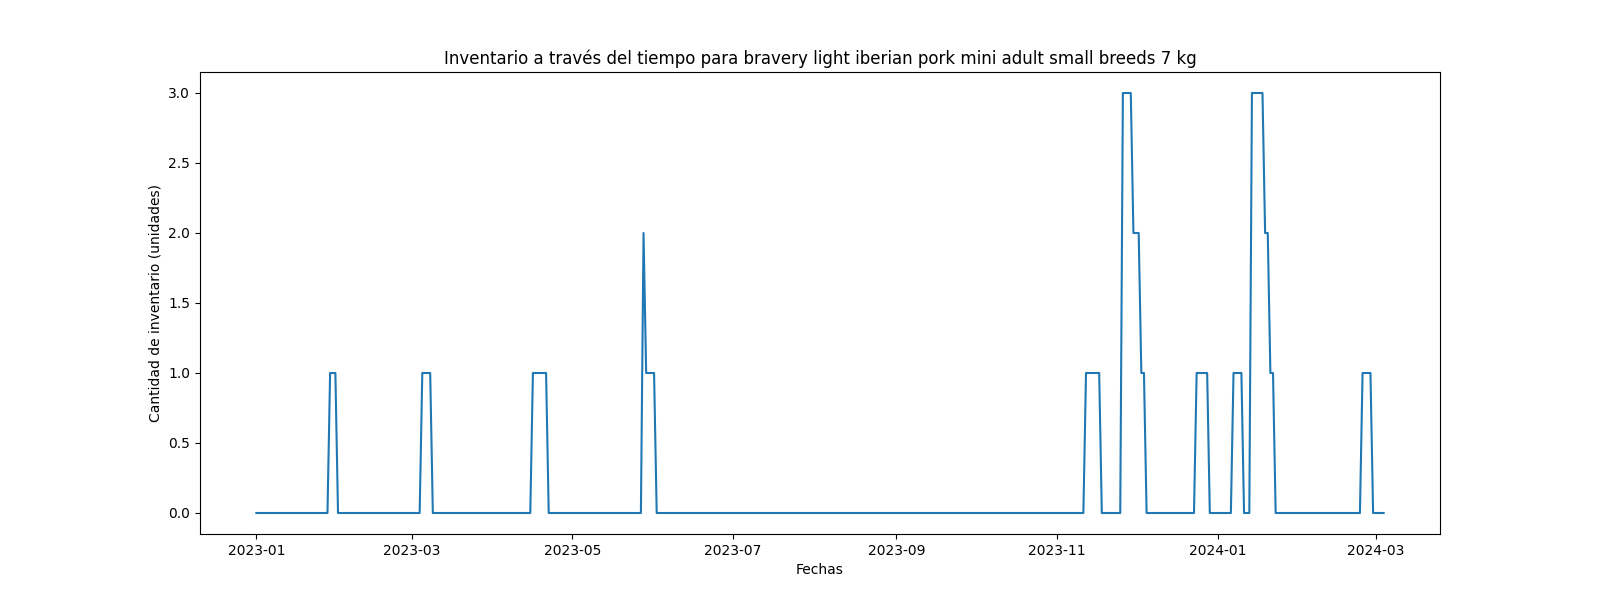 Inventario a través del tiempo para bravery light iberian pork mini adult small breeds 7 kg
Cantidad de inventario (unidades)
3.0
2.5
2.0
1.5
1.0
0.5
0.0
2023-01 2023-03 2023-05 2023-07 2023-09 2023-11 2024-01 2024-03
Fechas